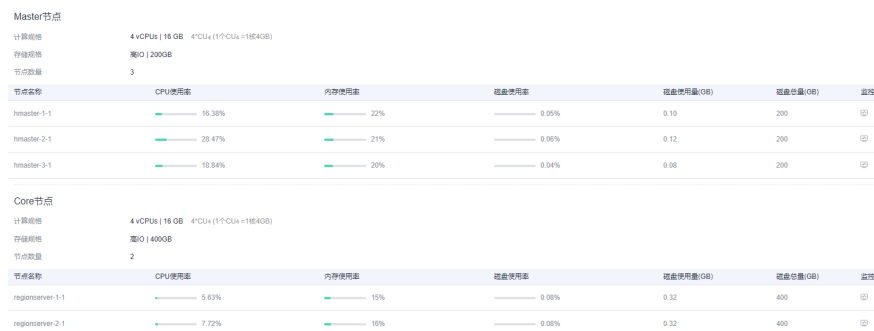 Master节点
计算规格 4 vCPUs | 16 GB 4*CU₄ (1个CU₄ =1核4GB)
存储规格 高IO | 200GB
节点数量 3
节点名称 CPU使用率 内存使用率 磁盘使用率 磁盘使用量(GB) 磁盘总量(GB) 监控
hmaster-1-1 16.38% 22% 0.05% 0.10 200
hmaster-2-1 28.47% 21% 0.06% 0.12 200
hmaster-3-1 18.84% 20% 0.04% 0.08 200
Core节点
计算规格 4 vCPUs | 16 GB 4*CU₄ (1个CU₄ =1核4GB)
存储规格 高IO | 400GB
节点数量 2
节点名称 CPU使用率 内存使用率 磁盘使用率 磁盘使用量(GB) 磁盘总量(GB) 监控
regionserver-1-1 5.63% 15% 0.08% 0.32 400
regionserver-2-1 7.72% 16% 0.08% 0.32 400